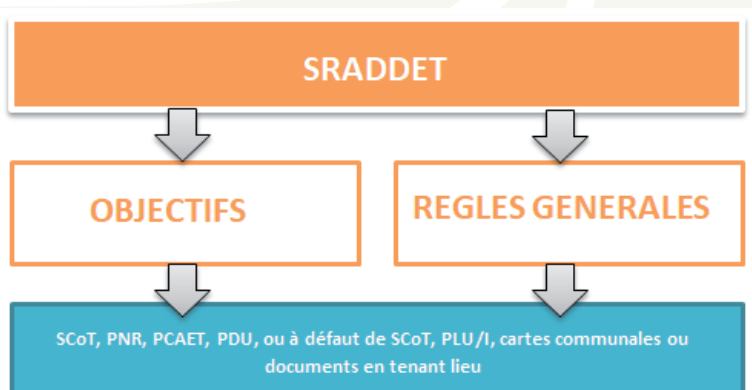 SRADDET
OBJECTIFS
REGLES GENERALES
SCoT, PNR, PCAET, PDU, ou à défaut de SCoT, PLU/I, cartes communales ou
documents en tenant lieu